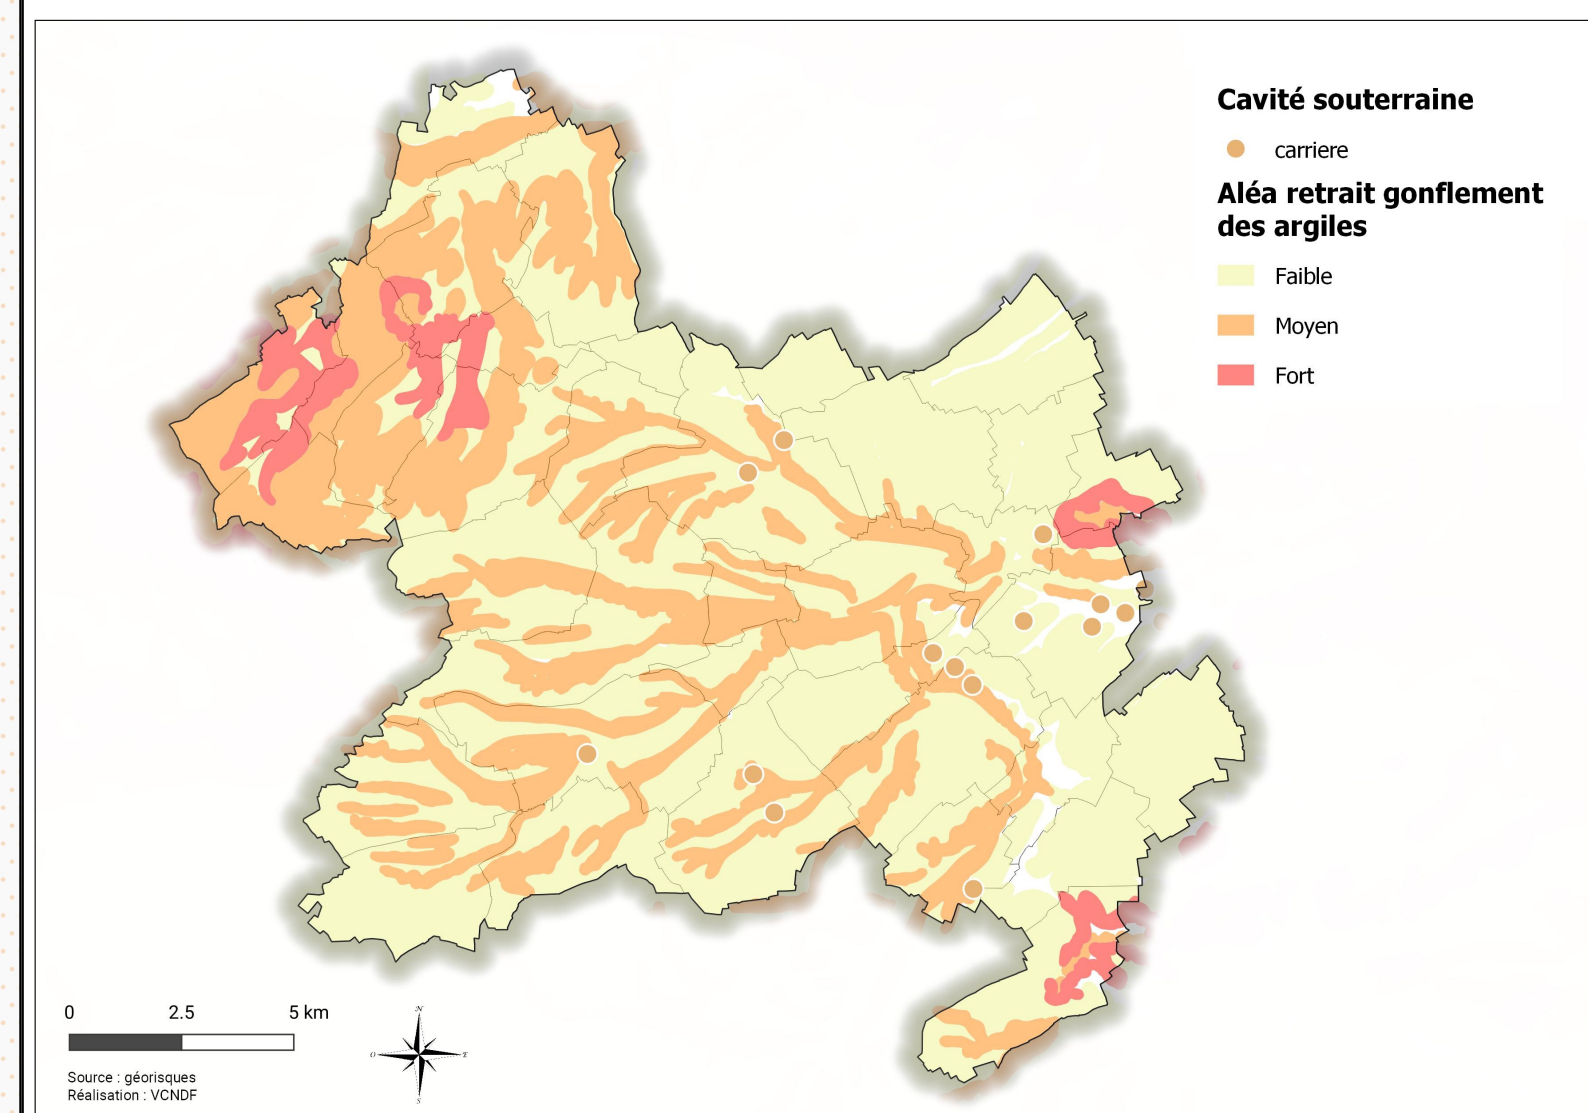 Cavité souterraine
carriere
Aléa retrait gonflement
des argiles
Faible
Moyen
Fort
0 2.5 5 km
N
O
E
S
Source : géorisques
Réalisation : VCNDF